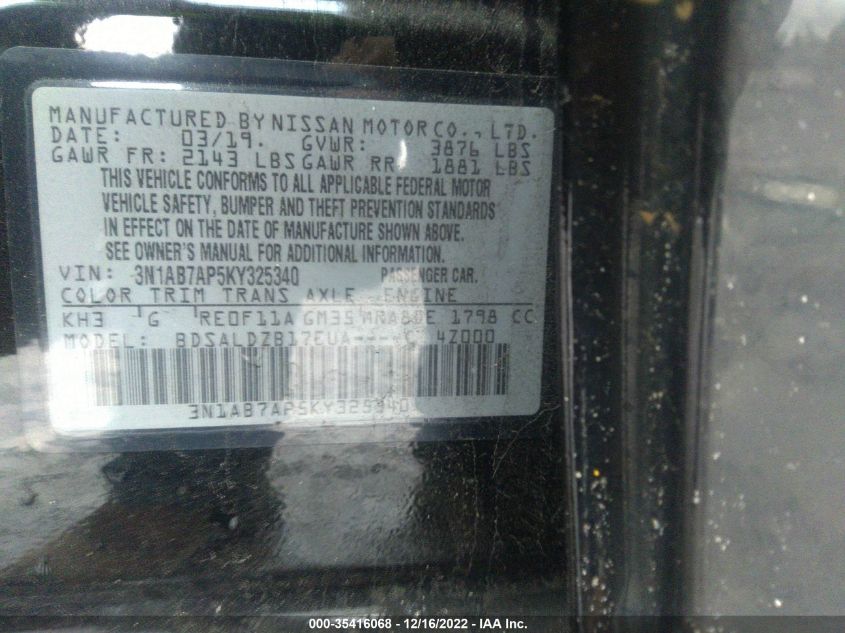 MANUFACTURED BY NISSAN MOTOR CO., LTD.
DATE: 03/19. GVWR: 3876 LBS
GAWR FR: 2143 LBS GAWR RR: 1881 LBS
THIS VEHICLE CONFORMS TO ALL APPLICABLE FEDERAL MOTOR
VEHICLE SAFETY, BUMPER AND THEFT PREVENTION STANDARDS
IN EFFECT ON THE DATE OF MANUFACTURE SHOWN ABOVE.
SEE OWNER'S MANUAL FOR ADDITIONAL INFORMATION.
VIN: 3N1AB7AP5KY325340 PASSENGER CAR.
COLOR TRIM TRANS AXLE ENGINE
KH3 G RE0F11A GM35 MRA8DE 1798 CC
MODEL: BDSALDZB17EUA----C 4Z000
3N1AB7AP5KY325340
000-35416068 - 12/16/2022 - IAA Inc.